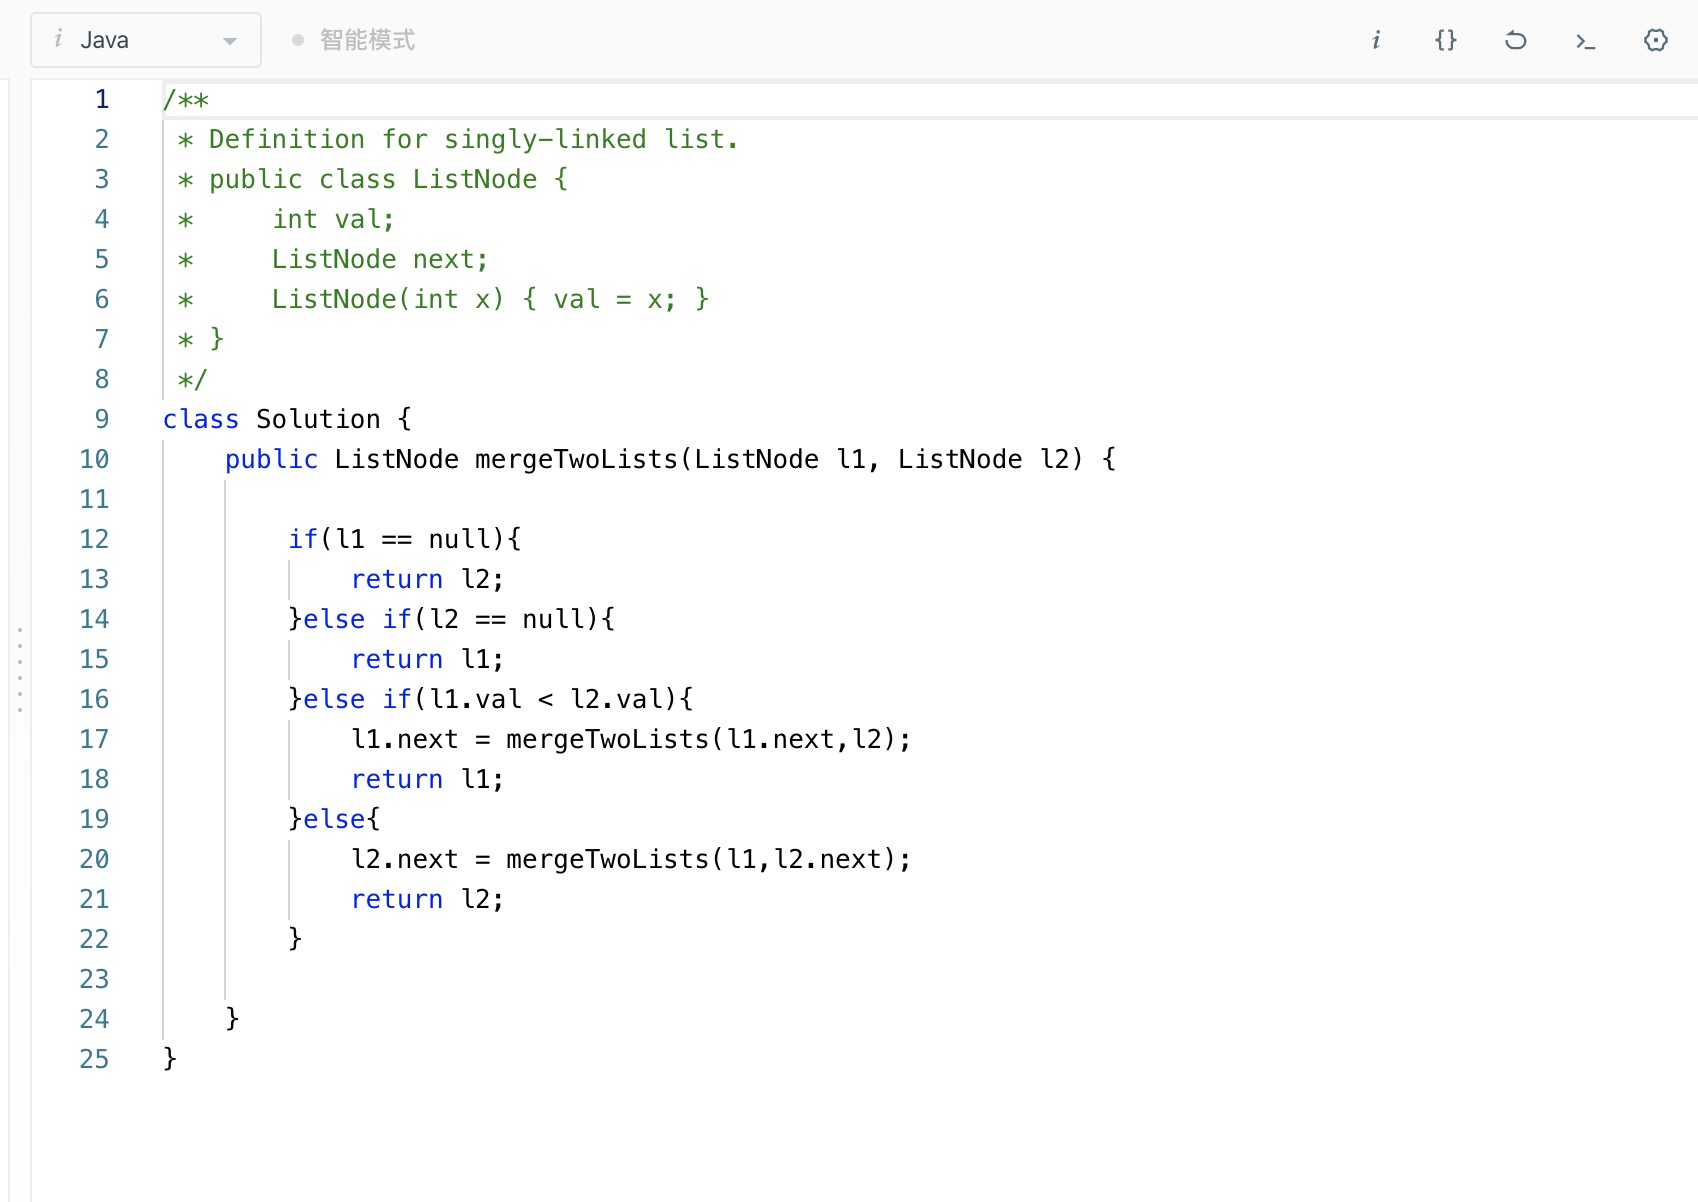 i Java 智能模式 i {} >_
1 /**
2  * Definition for singly-linked list.
3  * public class ListNode {
4  *     int val;
5  *     ListNode next;
6  *     ListNode(int x) { val = x; }
7  * }
8  */
9 class Solution {
10     public ListNode mergeTwoLists(ListNode l1, ListNode l2) {
11
12         if(l1 == null){
13             return l2;
14         }else if(l2 == null){
15             return l1;
16         }else if(l1.val < l2.val){
17             l1.next = mergeTwoLists(l1.next,l2);
18             return l1;
19         }else{
20             l2.next = mergeTwoLists(l1,l2.next);
21             return l2;
22         }
23
24     }
25 }